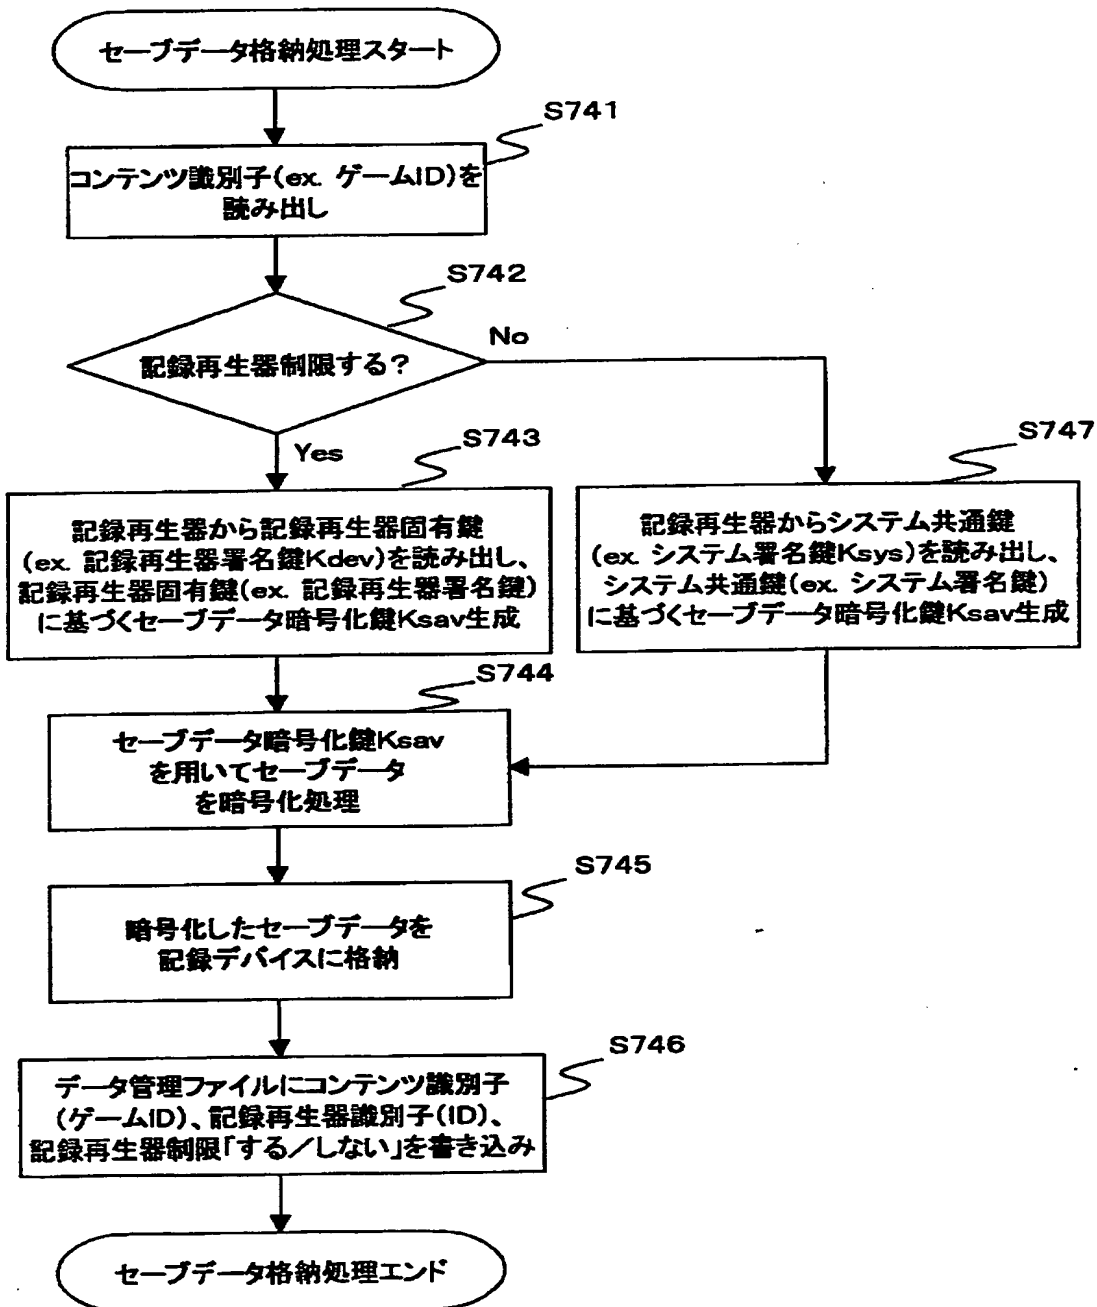 セーブデータ格納処理スタート
S741
コンテンツ識別子(ex. ゲームID)を
読み出し
S742
記録再生器制限する?
No
Yes
S743
記録再生器から記録再生器固有鍵
(ex. 記録再生器署名鍵Kdev)を読み出し、
記録再生器固有鍵(ex. 記録再生器署名鍵)
に基づくセーブデータ暗号化鍵Ksav生成
S747
記録再生器からシステム共通鍵
(ex. システム署名鍵Ksys)を読み出し、
システム共通鍵(ex. システム署名鍵)
に基づくセーブデータ暗号化鍵Ksav生成
S744
セーブデータ暗号化鍵Ksav
を用いてセーブデータ
を暗号化処理
S745
暗号化したセーブデータを
記録デバイスに格納
S746
データ管理ファイルにコンテンツ識別子
(ゲームID)、記録再生器識別子(ID)、
記録再生器制限「する/しない」を書き込み
セーブデータ格納処理エンド